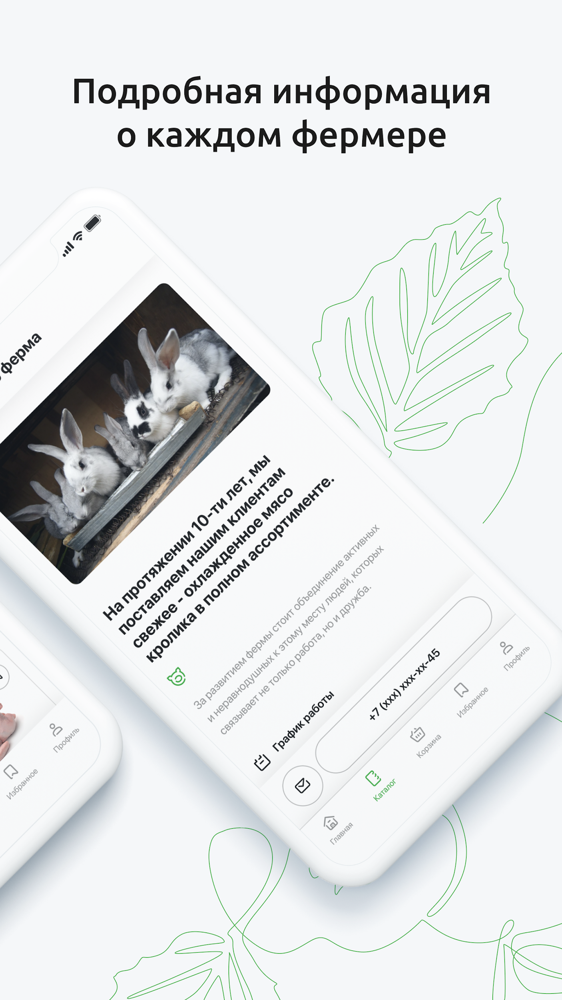 Подробная информация
о каждом фермере
ферма
На протяжении 10-ти лет, мы
поставляем нашим клиентам
свежее - охлажденное мясо
кролика в полном ассортименте.
За развитием фермы стоит объединение активных
и неравнодушных к этому месту людей, которых
связывает не только работа, но и дружба.
График работы
+7 (xxx) xxx-xx-45
Главная
Каталог
Корзина
Избранное
Профиль
Избранное
Профиль